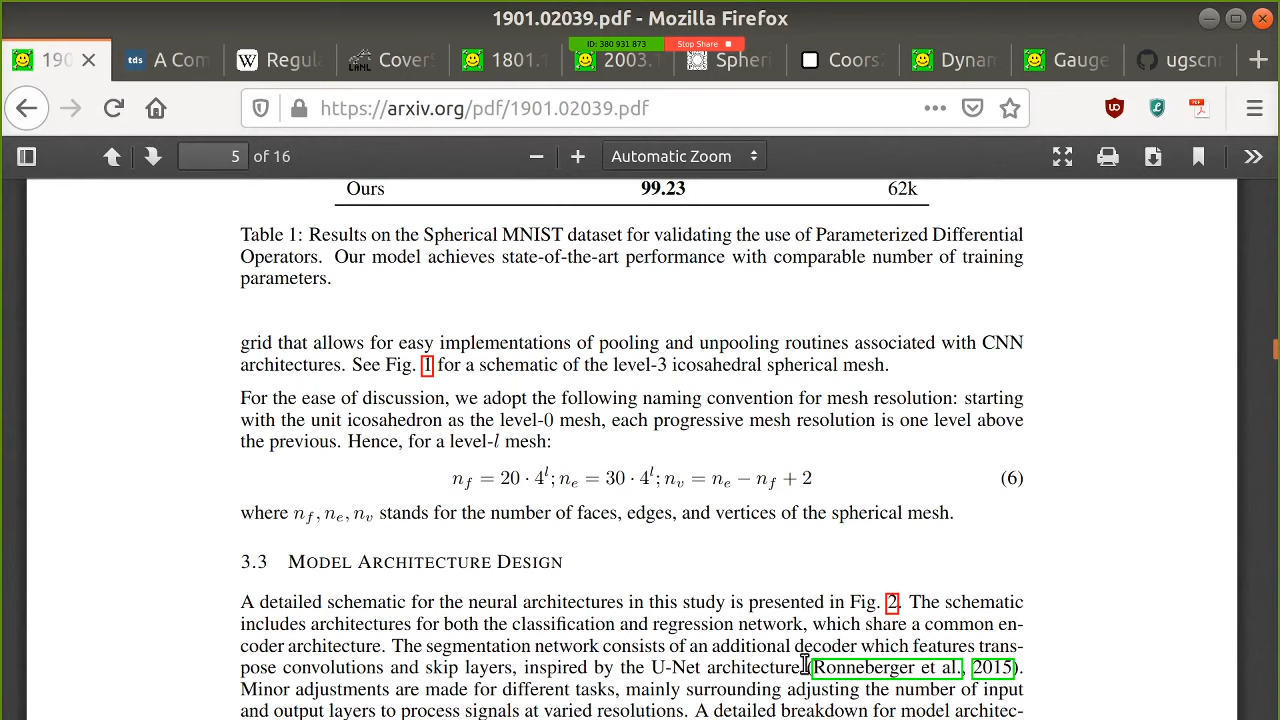 1901.02039.pdf - Mozilla Firefox
ID: 380 931 873 Stop Share
190 tds A Com W Regul LANL Cover 1801. 2003. Spheri Coors Dynan Gauge ugscnn
https://arxiv.org/pdf/1901.02039.pdf
5 of 16 Automatic Zoom
Ours 99.23 62k
Table 1: Results on the Spherical MNIST dataset for validating the use of Parameterized Differential
Operators. Our model achieves state-of-the-art performance with comparable number of training
parameters.
grid that allows for easy implementations of pooling and unpooling routines associated with CNN
architectures. See Fig. 1 for a schematic of the level-3 icosahedral spherical mesh.
For the ease of discussion, we adopt the following naming convention for mesh resolution: starting
with the unit icosahedron as the level-0 mesh, each progressive mesh resolution is one level above
the previous. Hence, for a level-l mesh:
n_f = 20 · 4^l; n_e = 30 · 4^l; n_v = n_e − n_f + 2 (6)
where n_f, n_e, n_v stands for the number of faces, edges, and vertices of the spherical mesh.
3.3 MODEL ARCHITECTURE DESIGN
A detailed schematic for the neural architectures in this study is presented in Fig. 2. The schematic
includes architectures for both the classification and regression network, which share a common en-
coder architecture. The segmentation network consists of an additional decoder which features trans-
pose convolutions and skip layers, inspired by the U-Net architecture (Ronneberger et al., 2015).
Minor adjustments are made for different tasks, mainly surrounding adjusting the number of input
and output layers to process signals at varied resolutions. A detailed breakdown for model architec-